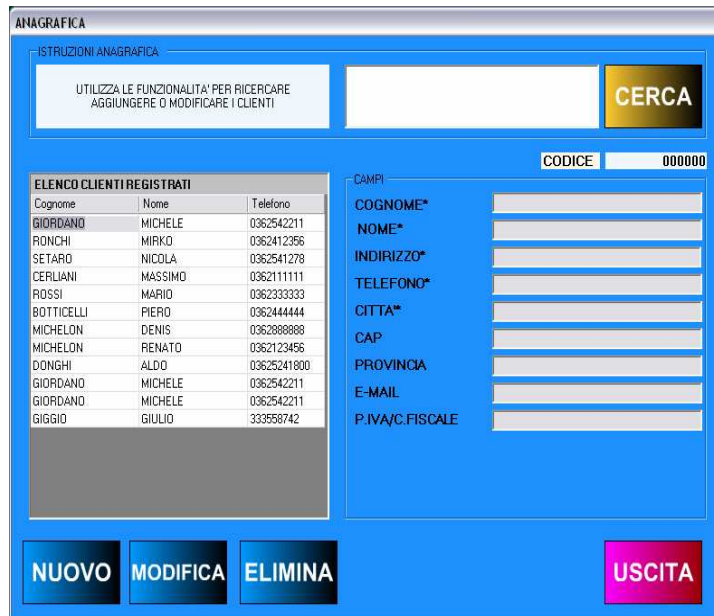 ANAGRAFICA
ISTRUZIONI ANAGRAFICA
UTILIZZA LE FUNZIONALITA' PER RICERCARE
AGGIUNGERE O MODIFICARE I CLIENTI
CERCA
CODICE 000000
ELENCO CLIENTI REGISTRATI
Cognome Nome Telefono
GIORDANO MICHELE 0362542211
RONCHI MIRKO 0362412356
SETARO NICOLA 0362541278
CERLIANI MASSIMO 0362111111
ROSSI MARIO 0362333333
BOTTICELLI PIERO 0362444444
MICHELON DENIS 0362888888
MICHELON RENATO 0362123456
DONGHI ALDO 03625241800
GIORDANO MICHELE 0362542211
GIORDANO MICHELE 0362542211
GIGGIO GIULIO 333558742
CAMPI
COGNOME*
NOME*
INDIRIZZO*
TELEFONO*
CITTA'*
CAP
PROVINCIA
E-MAIL
P.IVA/C.FISCALE
NUOVO
MODIFICA
ELIMINA
USCITA